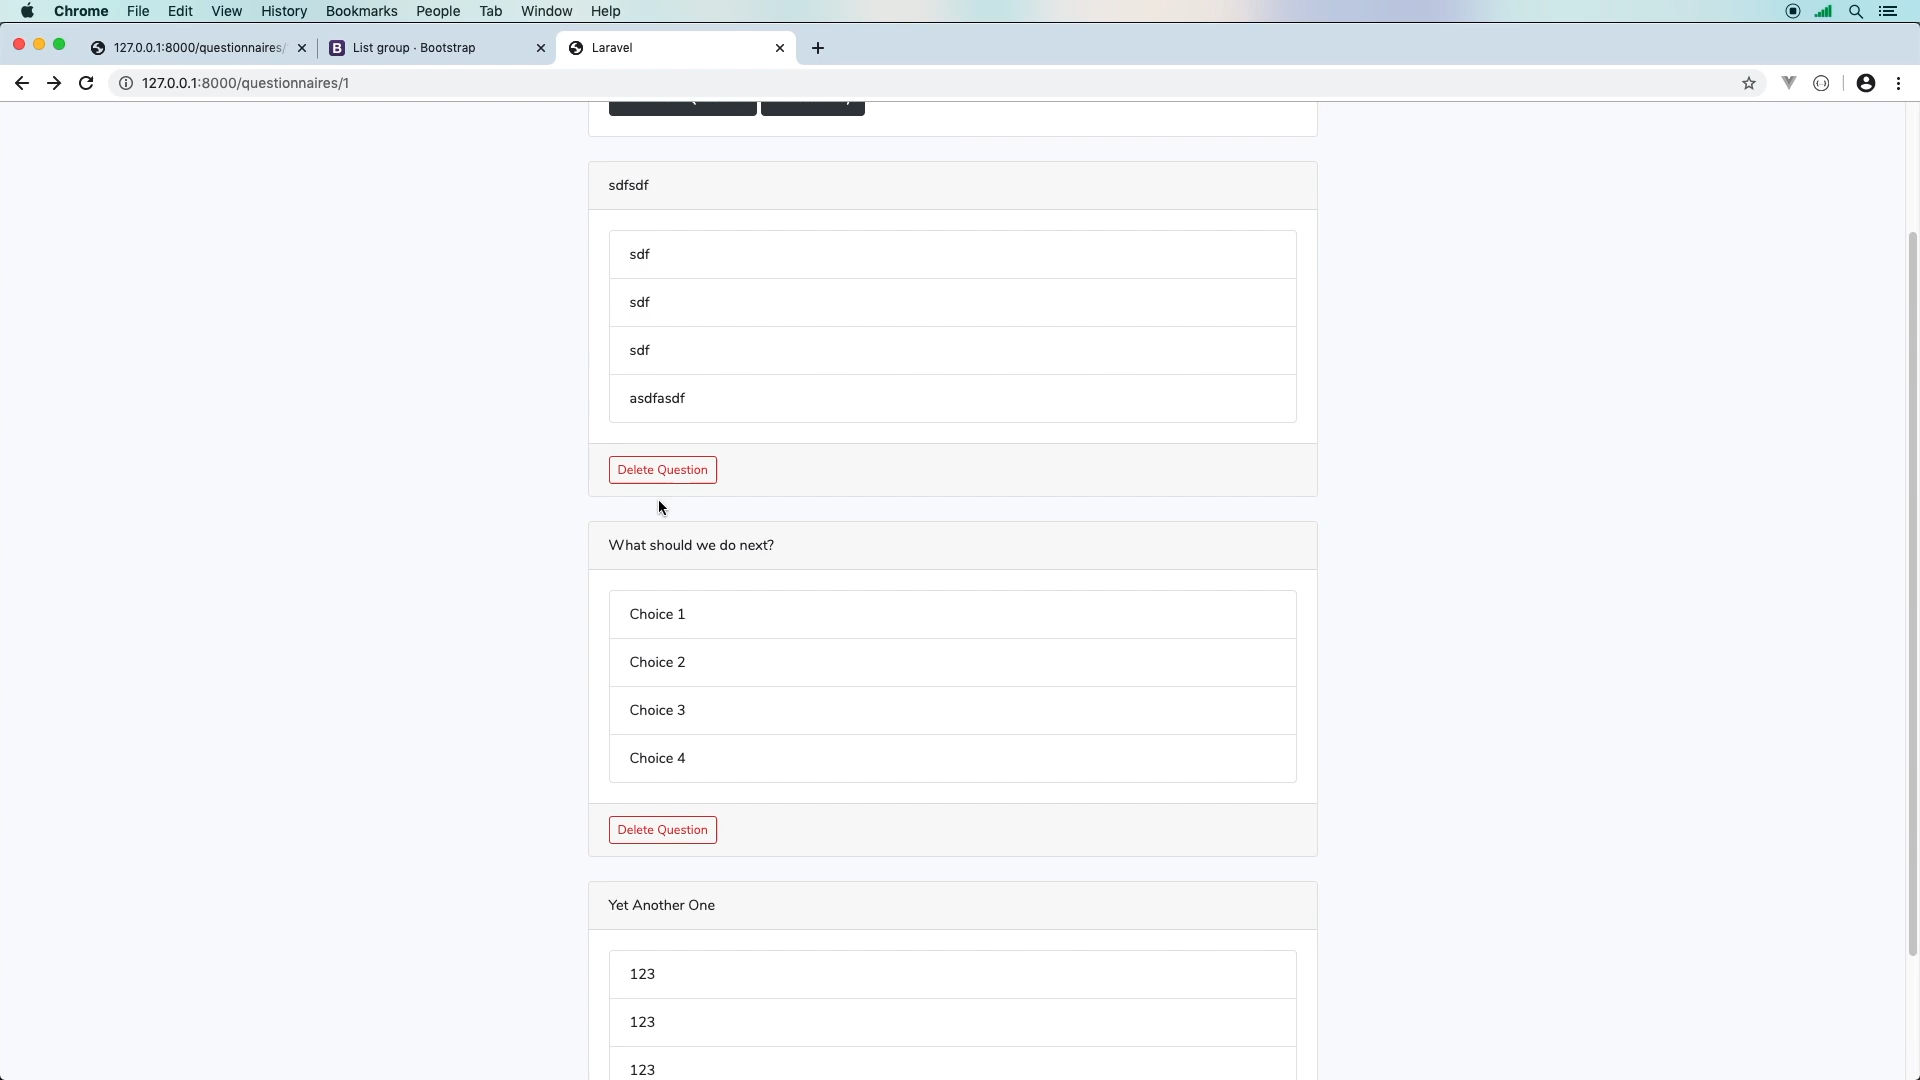 Chrome File Edit View History Bookmarks People Tab Window Help
127.0.0.1:8000/questionnaires/
List group · Bootstrap
Laravel
127.0.0.1:8000/questionnaires/1
sdfsdf
sdf
sdf
sdf
asdfasdf
Delete Question
What should we do next?
Choice 1
Choice 2
Choice 3
Choice 4
Delete Question
Yet Another One
123
123
123